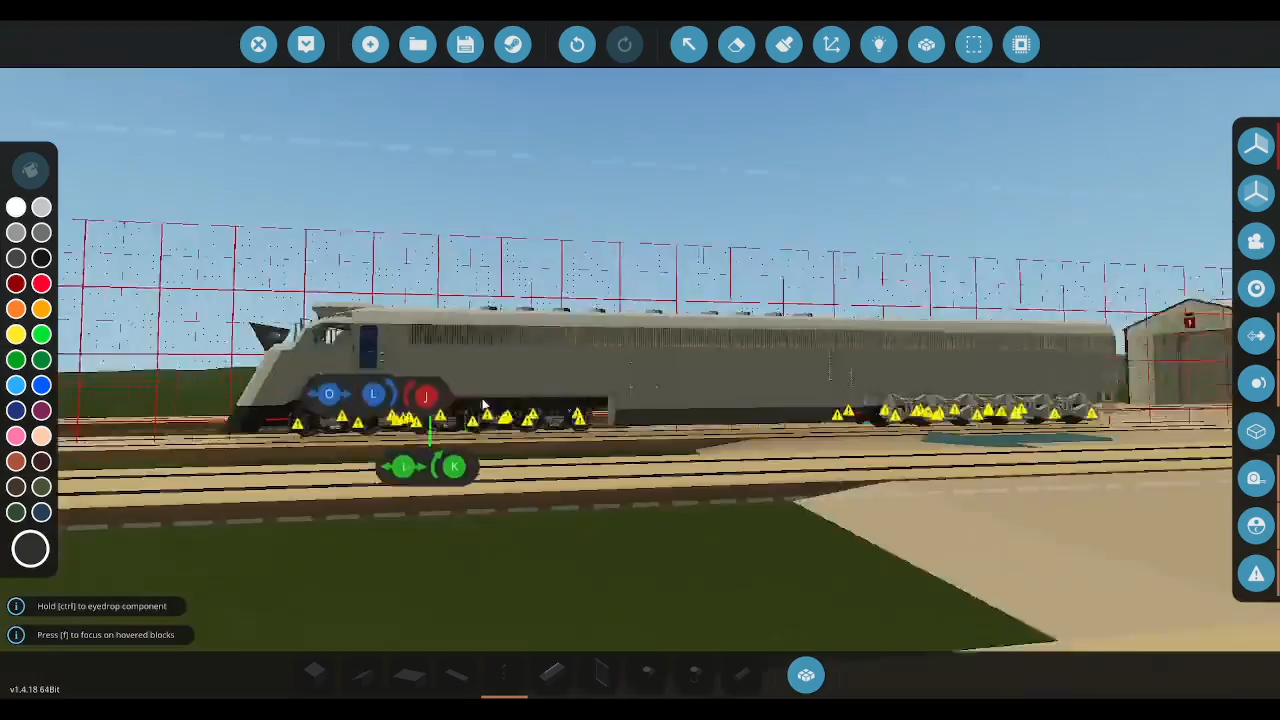 O L J
I K
Hold [ctrl] to eyedrop component
Press [f] to focus on hovered blocks
v1.4.18 64Bit